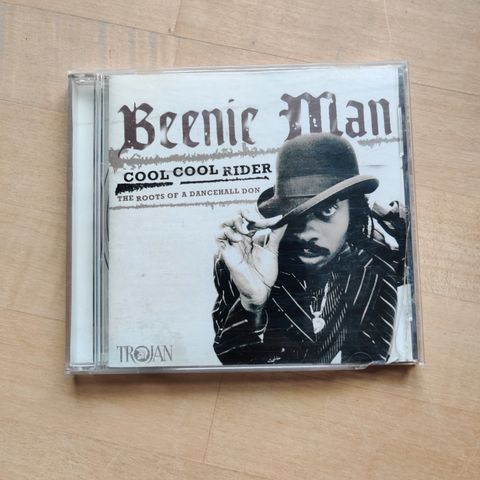 Beenie Man
COOL COOL RIDER
THE ROOTS OF A DANCEHALL DON
TROJAN